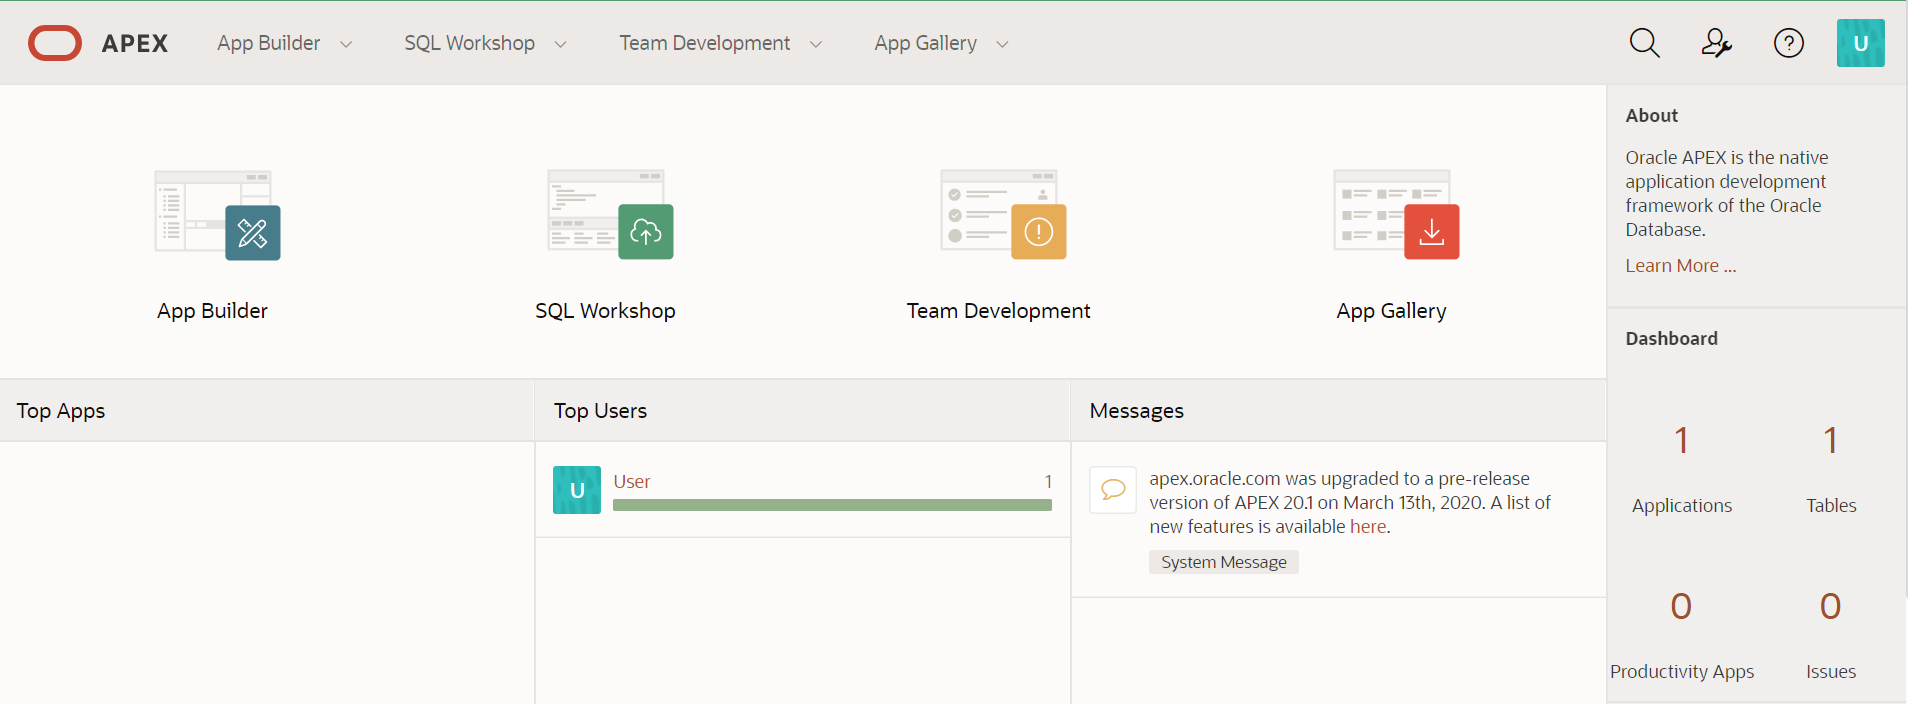 APEX
App Builder
SQL Workshop
Team Development
App Gallery
?
U
App Builder
SQL Workshop
Team Development
App Gallery
Top Apps
Top Users
U
User
1
Messages
apex.oracle.com was upgraded to a pre-release
version of APEX 20.1 on March 13th, 2020. A list of
new features is available here.
System Message
About
Oracle APEX is the native
application development
framework of the Oracle
Database.
Learn More ...
Dashboard
1
Applications
1
Tables
0
Productivity Apps
0
Issues